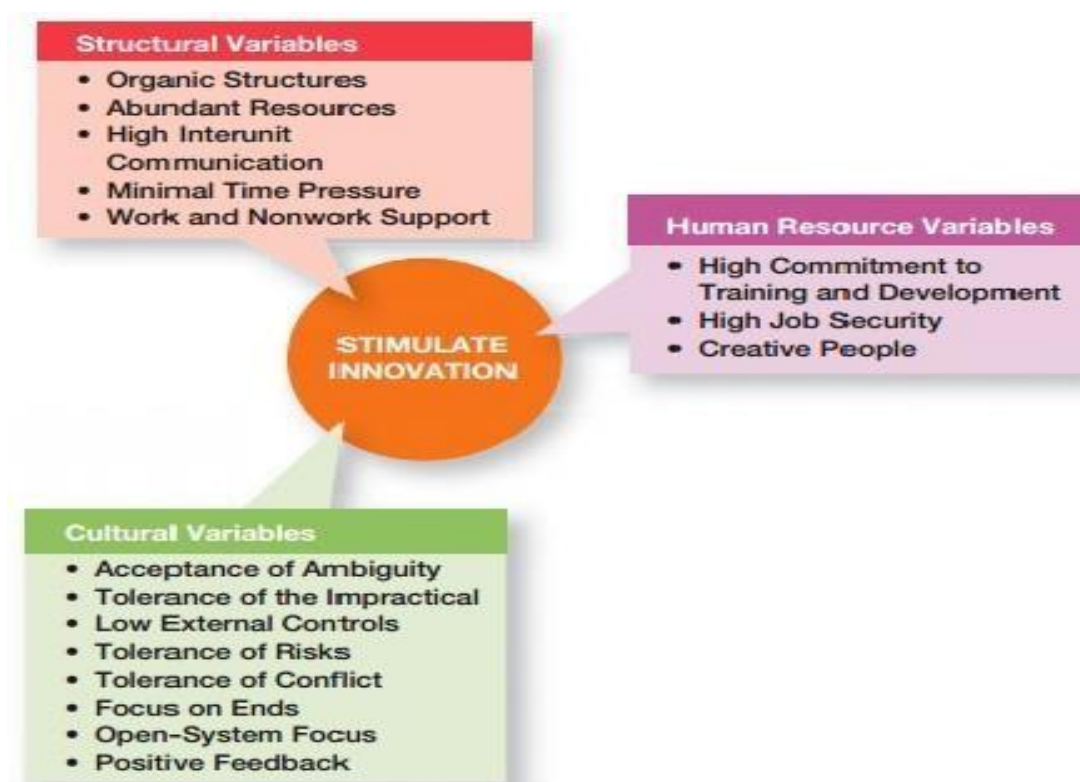 Structural Variables
• Organic Structures
• Abundant Resources
• High Interunit
Communication
• Minimal Time Pressure
• Work and Nonwork Support
Human Resource Variables
• High Commitment to
Training and Development
• High Job Security
• Creative People
STIMULATE
INNOVATION
Cultural Variables
• Acceptance of Ambiguity
• Tolerance of the Impractical
• Low External Controls
• Tolerance of Risks
• Tolerance of Conflict
• Focus on Ends
• Open-System Focus
• Positive Feedback